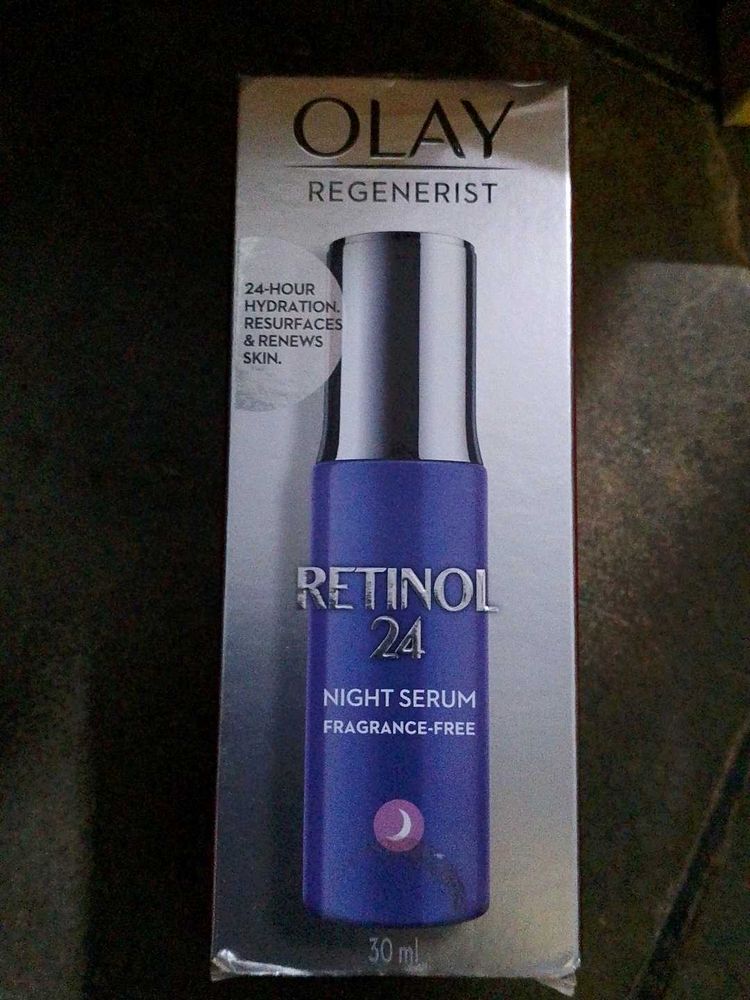 OLAY
REGENERIST
24-HOUR
HYDRATION.
RESURFACES
& RENEWS
SKIN.
RETINOL
24
NIGHT SERUM
FRAGRANCE-FREE
30 ml